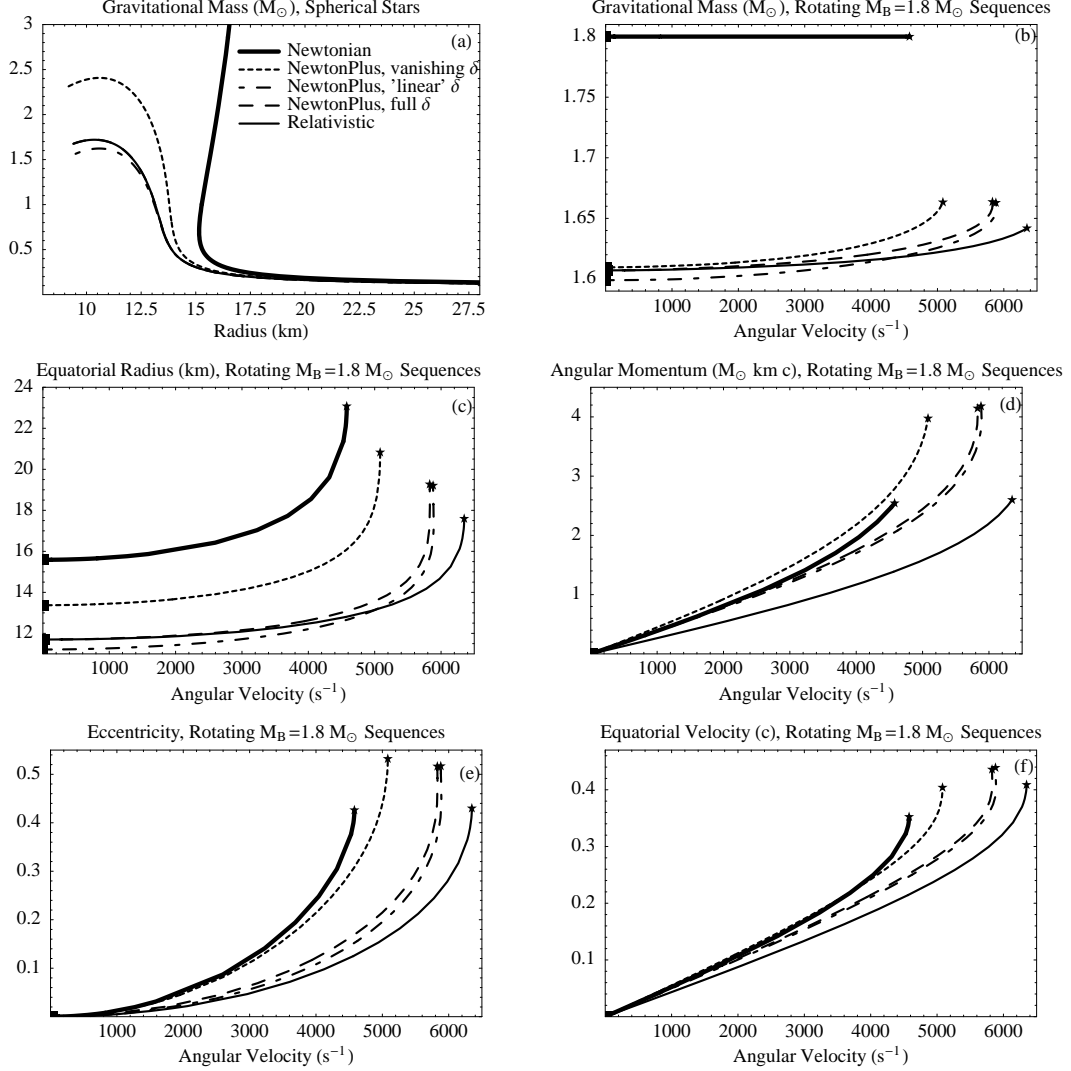 Gravitational Mass (M⊙), Spherical Stars
3
2.5
2
1.5
1
0.5
(a)
Newtonian
NewtonPlus, vanishing δ
NewtonPlus, 'linear' δ
NewtonPlus, full δ
Relativistic
10 12.5 15 17.5 20 22.5 25 27.5
Radius (km)
Gravitational Mass (M⊙), Rotating M_B=1.8 M⊙ Sequences
1.8
1.75
1.7
1.65
1.6
(b)
1000 2000 3000 4000 5000 6000
Angular Velocity (s⁻¹)
Equatorial Radius (km), Rotating M_B=1.8 M⊙ Sequences
24
22
20
18
16
14
12
(c)
1000 2000 3000 4000 5000 6000
Angular Velocity (s⁻¹)
Angular Momentum (M⊙ km c), Rotating M_B=1.8 M⊙ Sequences
4
3
2
1
0
(d)
1000 2000 3000 4000 5000 6000
Angular Velocity (s⁻¹)
Eccentricity, Rotating M_B=1.8 M⊙ Sequences
0.5
0.4
0.3
0.2
0.1
(e)
1000 2000 3000 4000 5000 6000
Angular Velocity (s⁻¹)
Equatorial Velocity (c), Rotating M_B=1.8 M⊙ Sequences
0.4
0.3
0.2
0.1
(f)
1000 2000 3000 4000 5000 6000
Angular Velocity (s⁻¹)